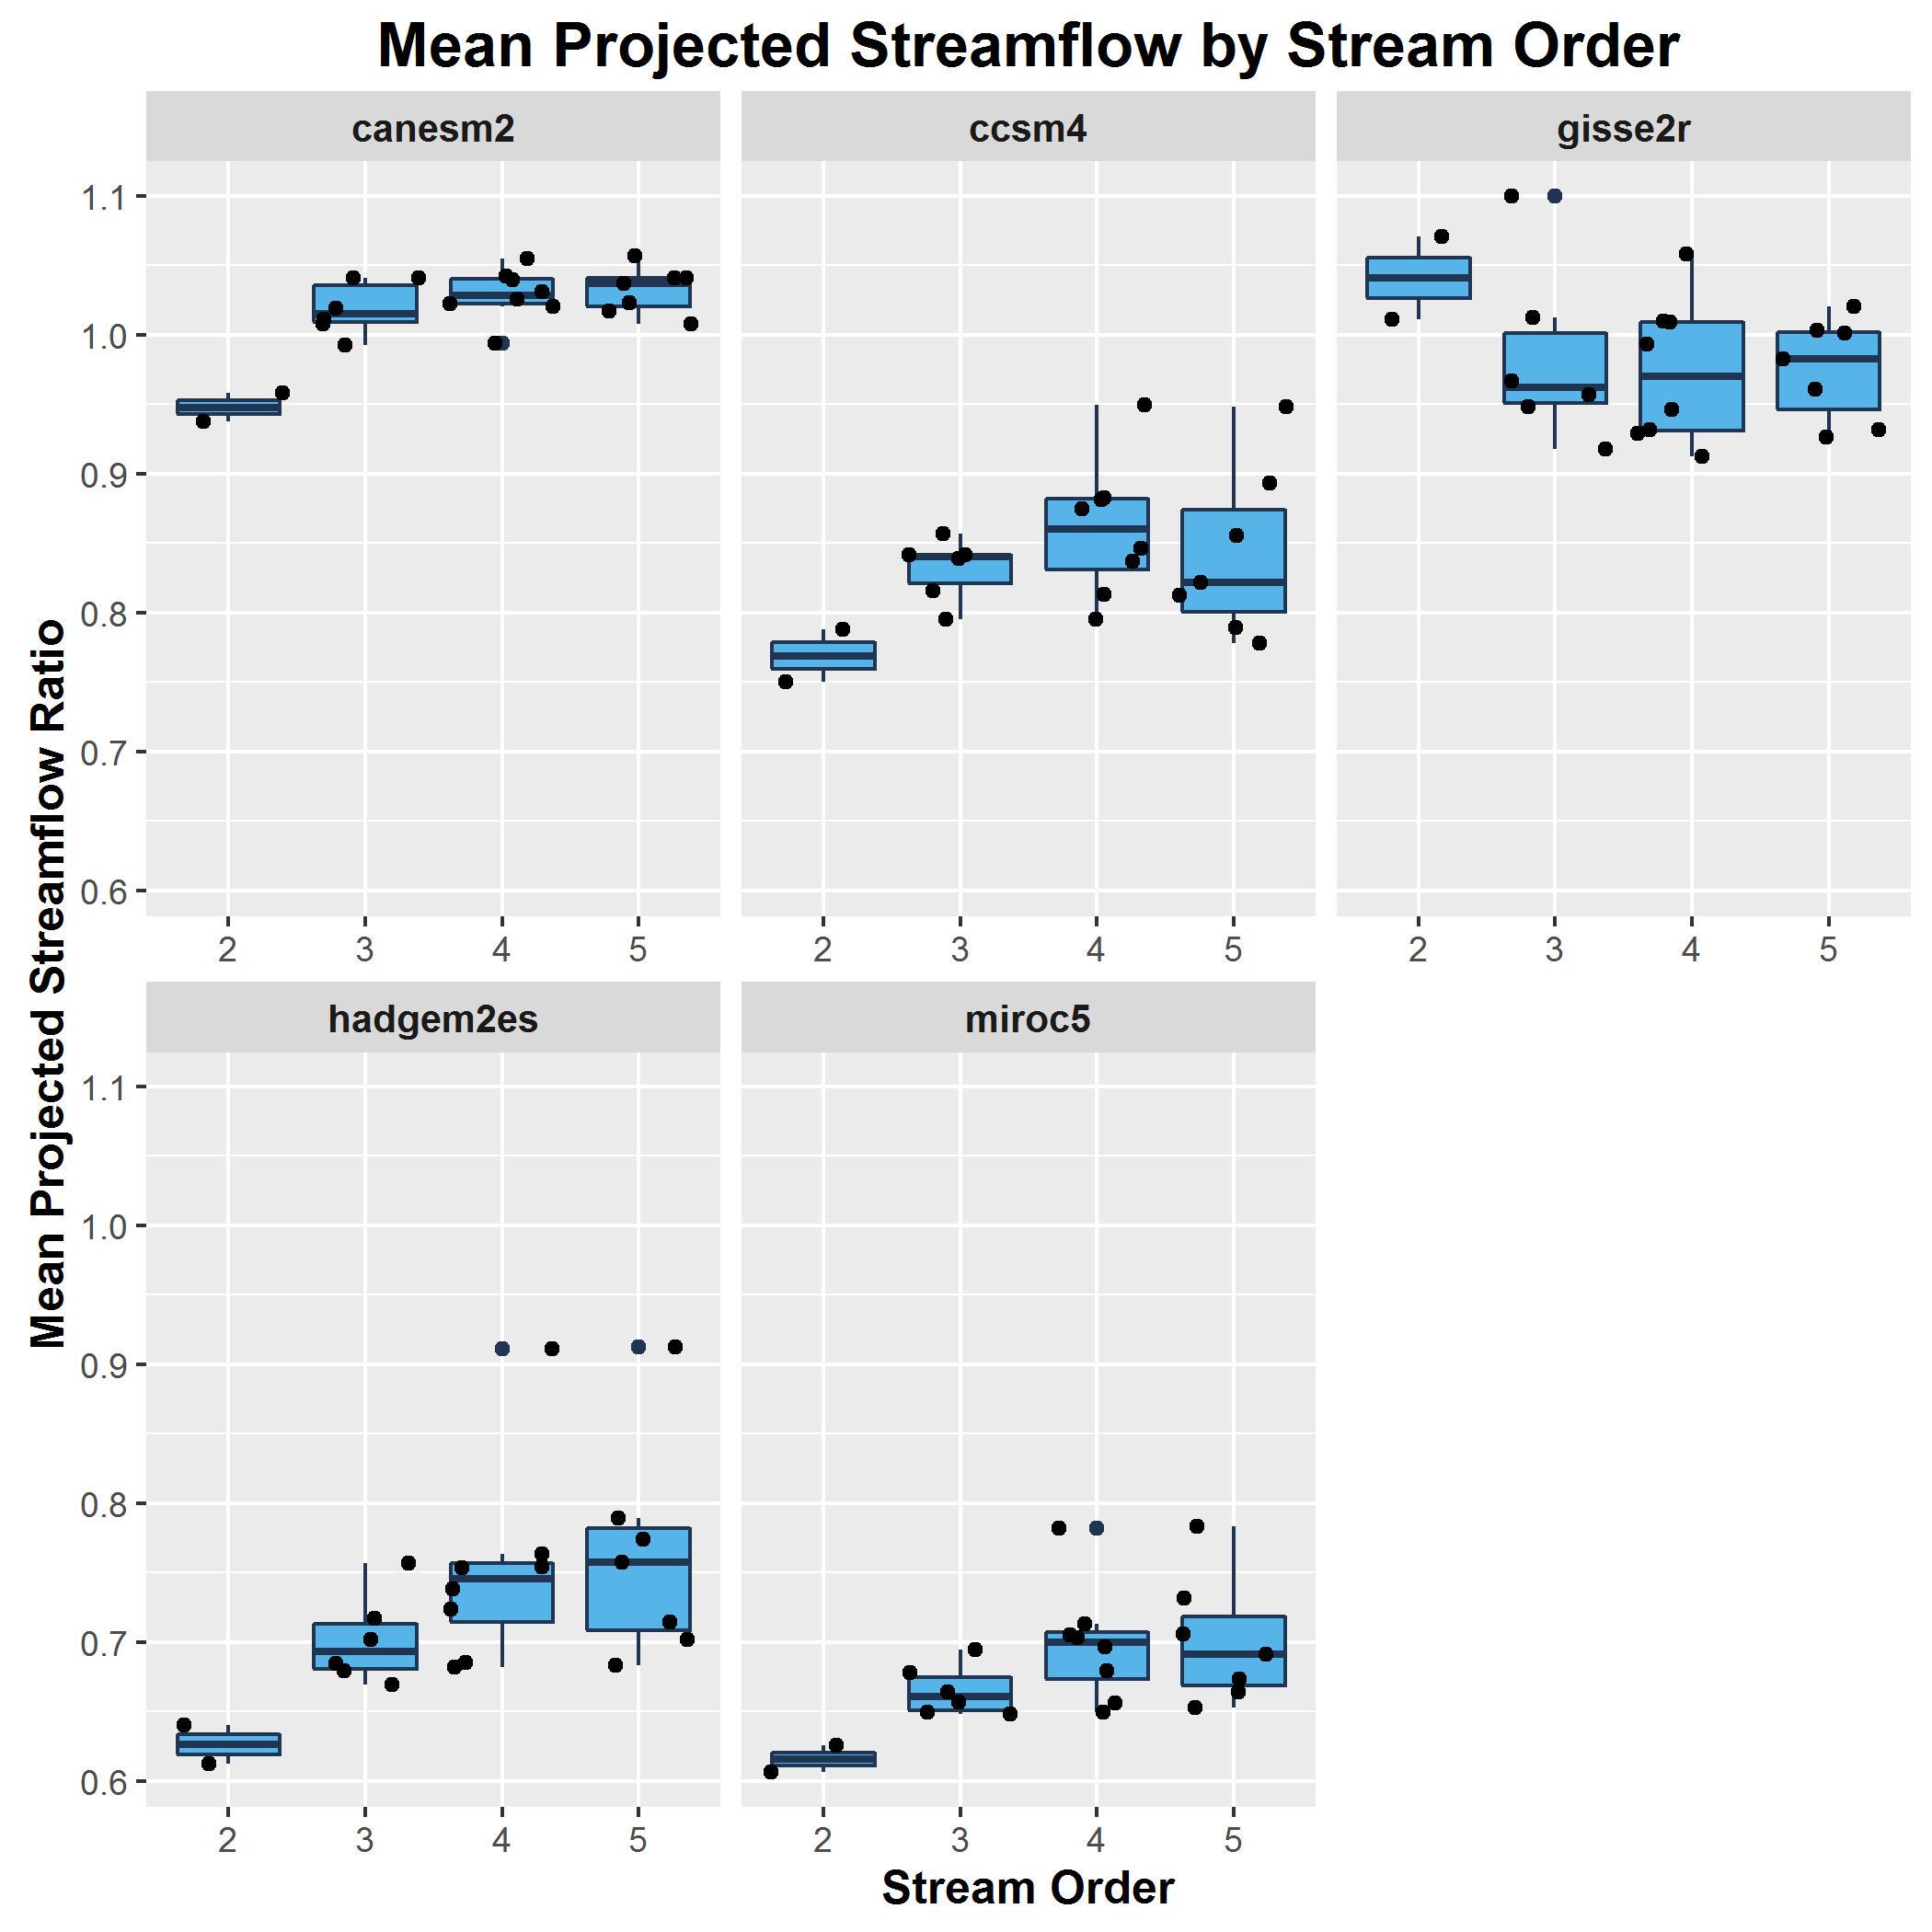 Mean Projected Streamflow by Stream Order
canesm2
ccsm4
gisse2r
1.1
1.0
0.9
0.8
0.7
0.6
2 3 4 5
2 3 4 5
2 3 4 5
Mean Projected Streamflow Ratio
hadgem2es
miroc5
1.1
1.0
0.9
0.8
0.7
0.6
2 3 4 5
2 3 4 5
Stream Order